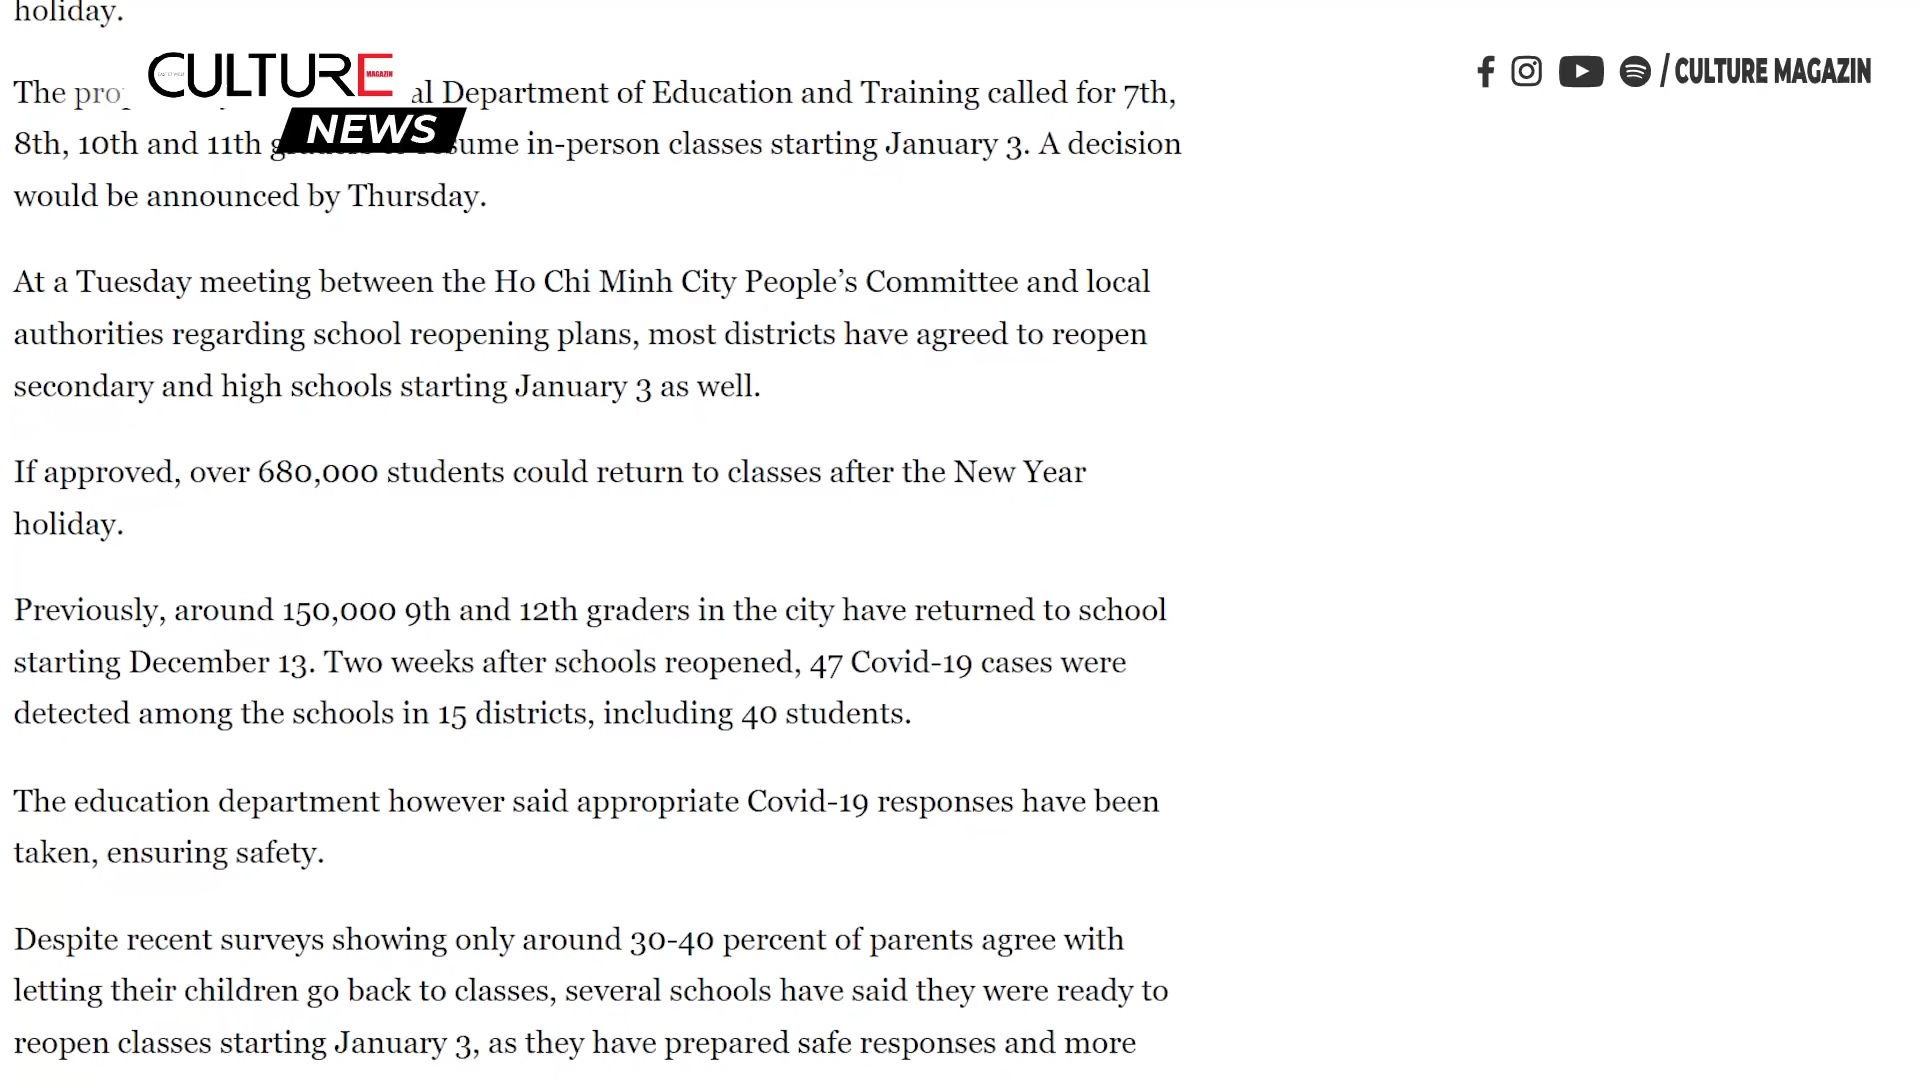 holiday.
CULTURE
MAGAZIN
NEWS
/ CULTURE MAGAZIN
The al Department of Education and Training called for 7th,
8th, 10th and 11th in-person classes starting January 3. A decision
would be announced by Thursday.
At a Tuesday meeting between the Ho Chi Minh City People’s Committee and local
authorities regarding school reopening plans, most districts have agreed to reopen
secondary and high schools starting January 3 as well.
If approved, over 680,000 students could return to classes after the New Year
holiday.
Previously, around 150,000 9th and 12th graders in the city have returned to school
starting December 13. Two weeks after schools reopened, 47 Covid-19 cases were
detected among the schools in 15 districts, including 40 students.
The education department however said appropriate Covid-19 responses have been
taken, ensuring safety.
Despite recent surveys showing only around 30-40 percent of parents agree with
letting their children go back to classes, several schools have said they were ready to
reopen classes starting January 3, as they have prepared safe responses and more